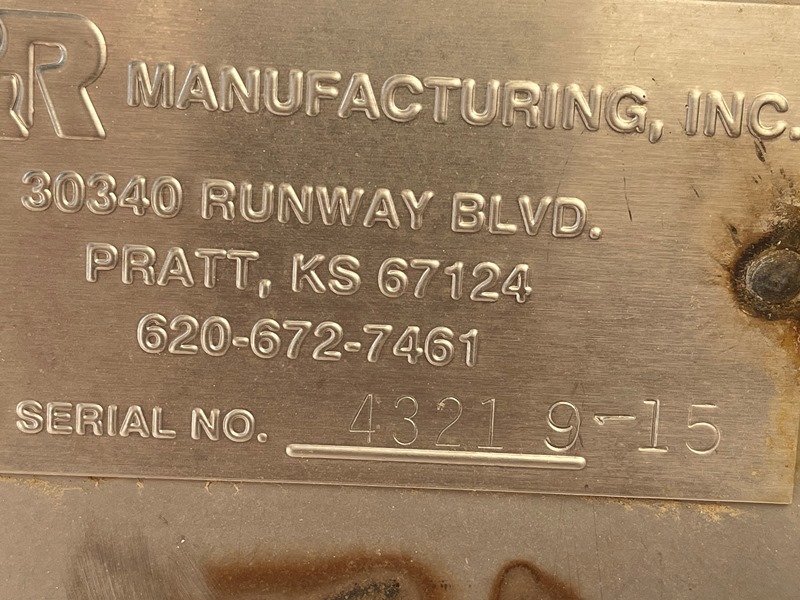 R MANUFACTURING, INC.
30340 RUNWAY BLVD.
PRATT, KS 67124
620-672-7461
SERIAL NO. 4321 9-15